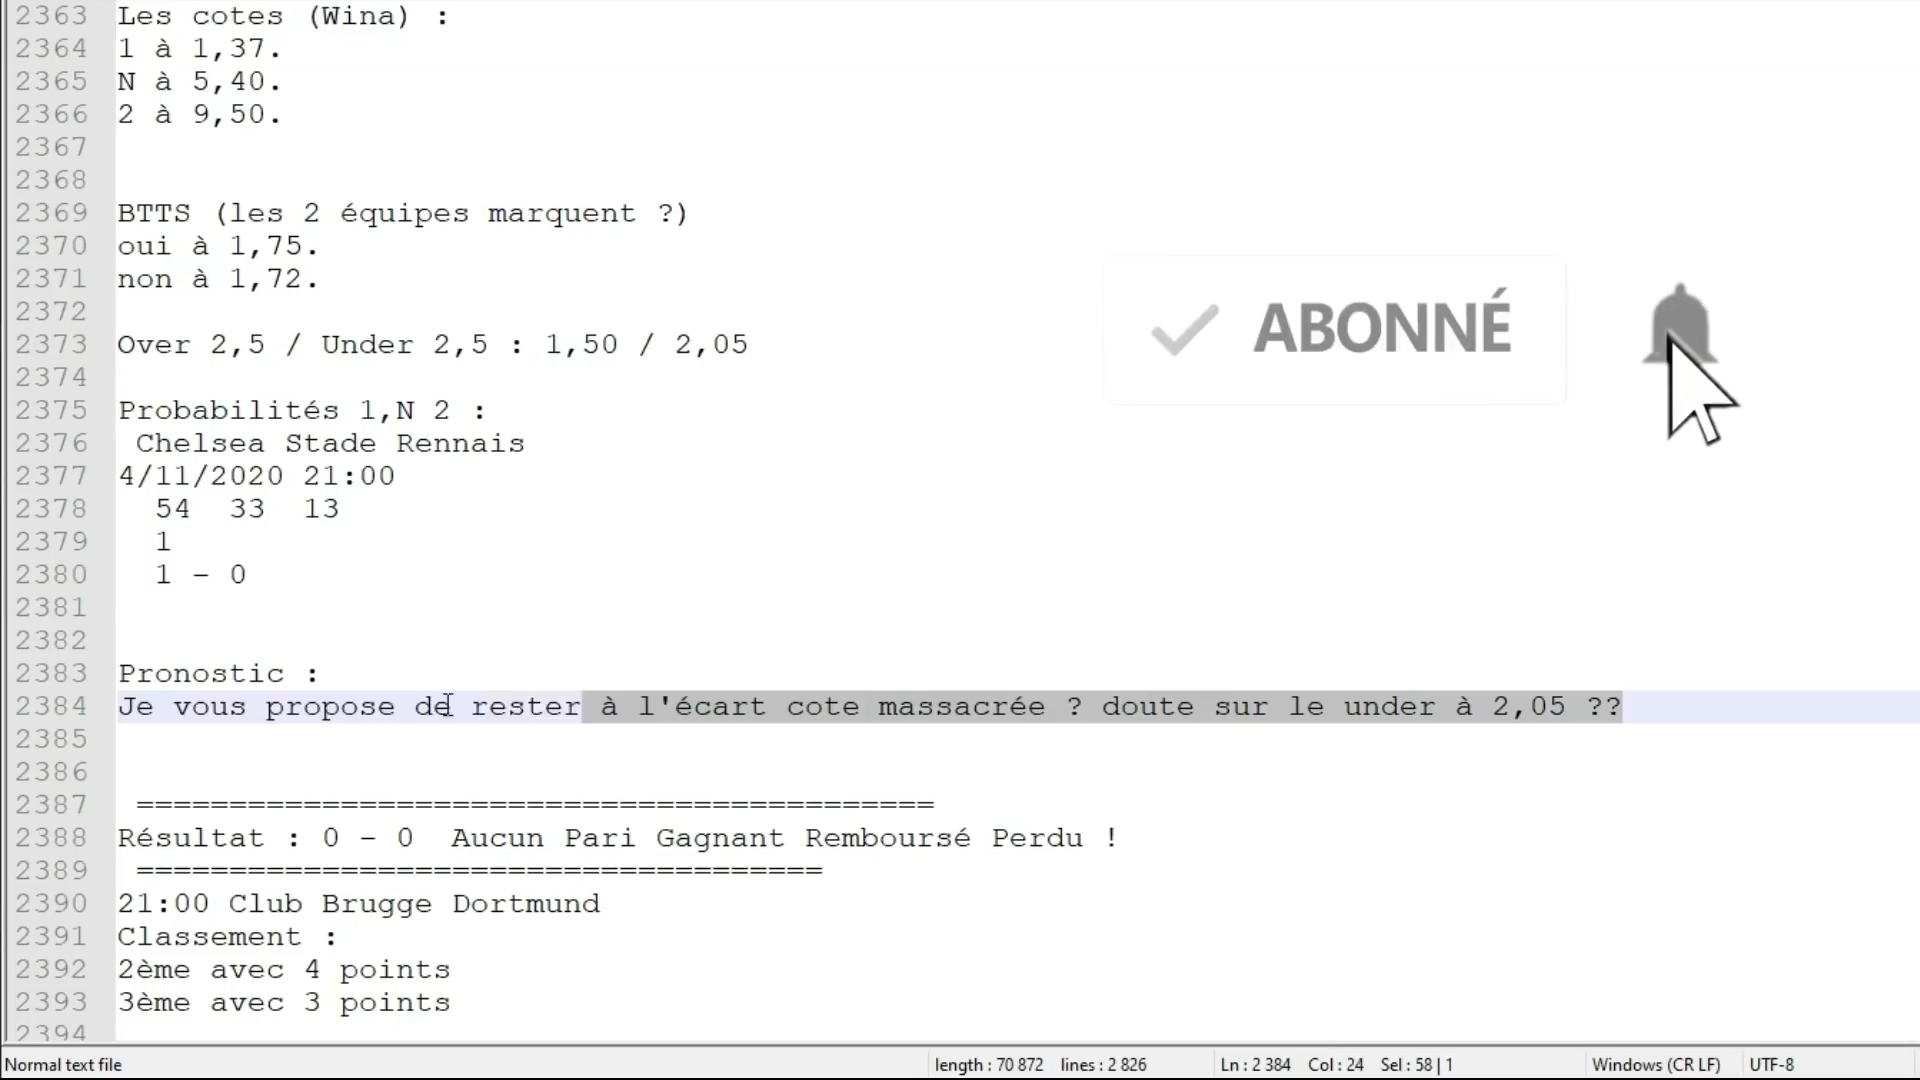 2363 Les cotes (Wina) :
2364 1 à 1,37.
2365 N à 5,40.
2366 2 à 9,50.
2367
2368
2369 BTTS (les 2 équipes marquent ?)
2370 oui à 1,75.
2371 non à 1,72.
2372
ABONNÉ
2373 Over 2,5 / Under 2,5 : 1,50 / 2,05
2374
2375 Probabilités 1,N 2 :
2376 Chelsea Stade Rennais
2377 4/11/2020 21:00
2378 54 33 13
2379 1
2380 1 - 0
2381
2382
2383 Pronostic :
2384 Je vous propose de rester à l'écart cote massacrée ? doute sur le under à 2,05 ??
2385
2386
2387 ===========================================
2388 Résultat : 0 - 0  Aucun Pari Gagnant Remboursé Perdu !
2389 =====================================
2390 21:00 Club Brugge Dortmund
2391 Classement :
2392 2ème avec 4 points
2393 3ème avec 3 points
2394
Normal text file length : 70 872 lines : 2 826 Ln : 2 384 Col : 24 Sel : 58 | 1 Windows (CR LF) UTF-8